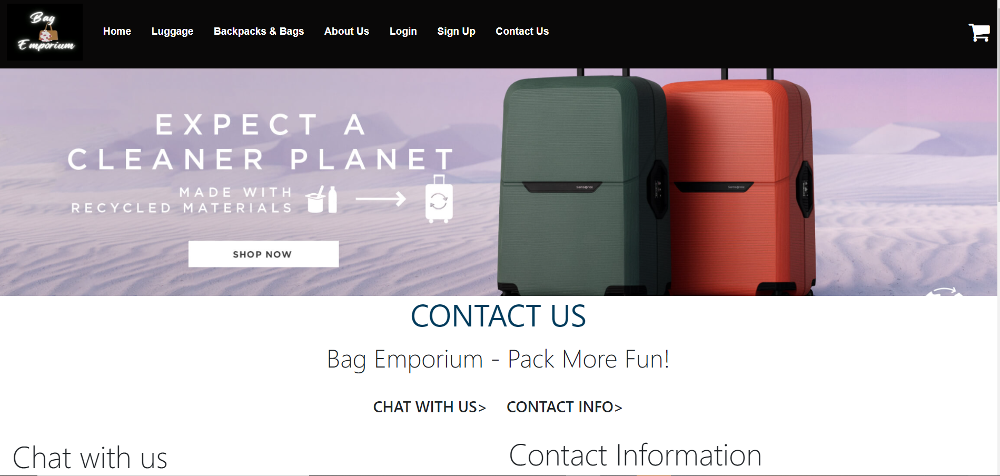 Bag
Emporium
Home
Luggage
Backpacks & Bags
About Us
Login
Sign Up
Contact Us
EXPECT A
CLEANER PLANET
MADE WITH
RECYCLED MATERIALS
SHOP NOW
Samsonite
Samsonite
CONTACT US
Bag Emporium - Pack More Fun!
CHAT WITH US>
CONTACT INFO>
Chat with us
Contact Information